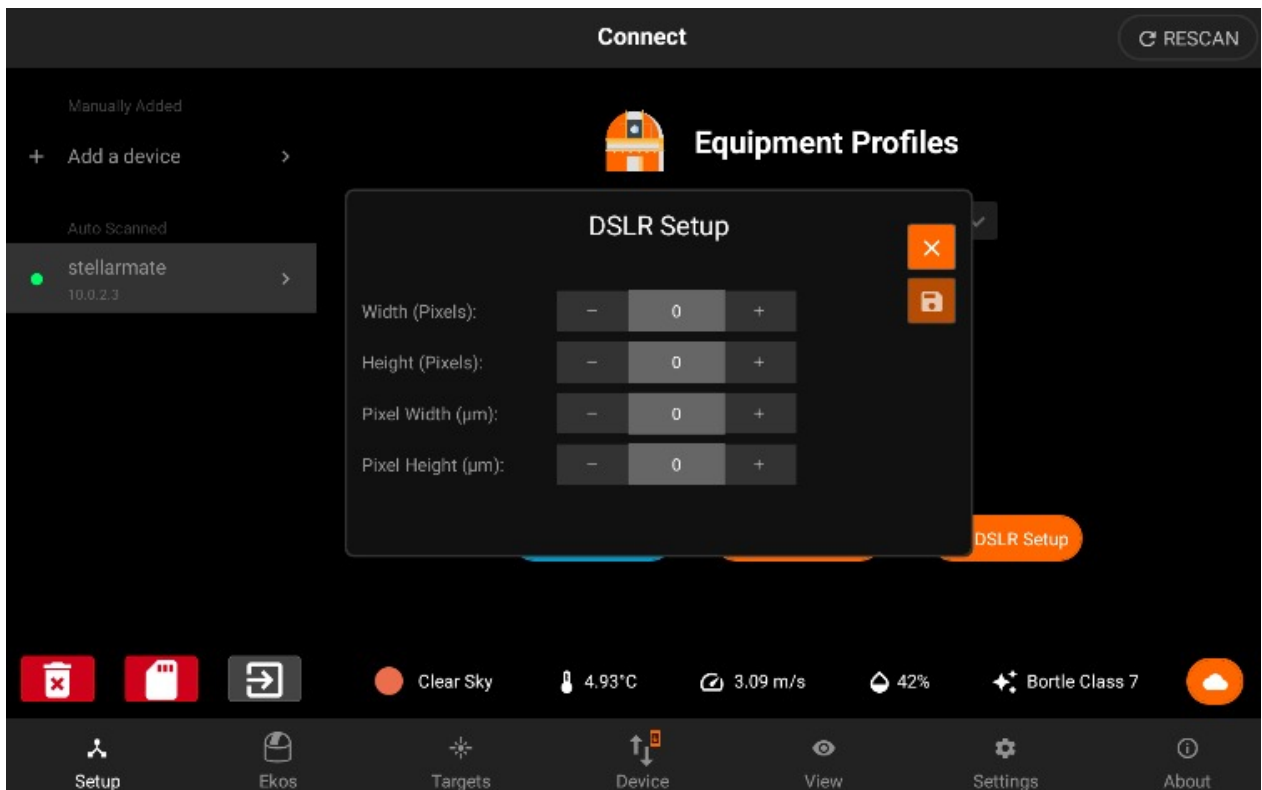 Connect
RESCAN
Manually Added
+ Add a device >
Equipment Profiles
Auto Scanned
stellarmate >
10.0.2.3
DSLR Setup
Width (Pixels): − 0 +
Height (Pixels): − 0 +
Pixel Width (μm): − 0 +
Pixel Height (μm): − 0 +
DSLR Setup
Clear Sky 4.93°C 3.09 m/s 42% Bortle Class 7
Setup Ekos Targets Device View Settings About